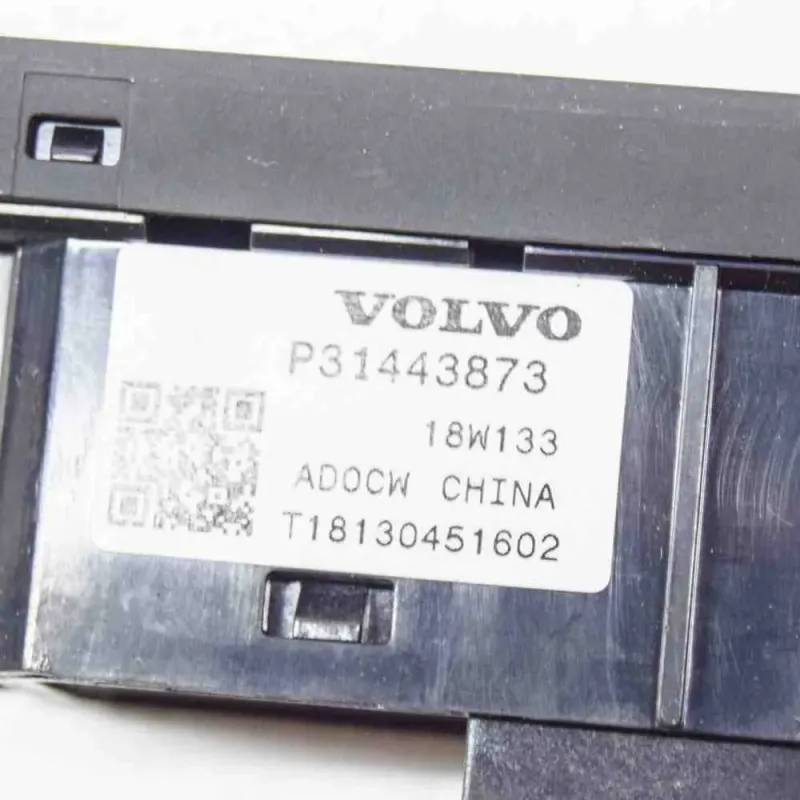 VOLVO
P31443873
18W133
ADOCW CHINA
T18130451602